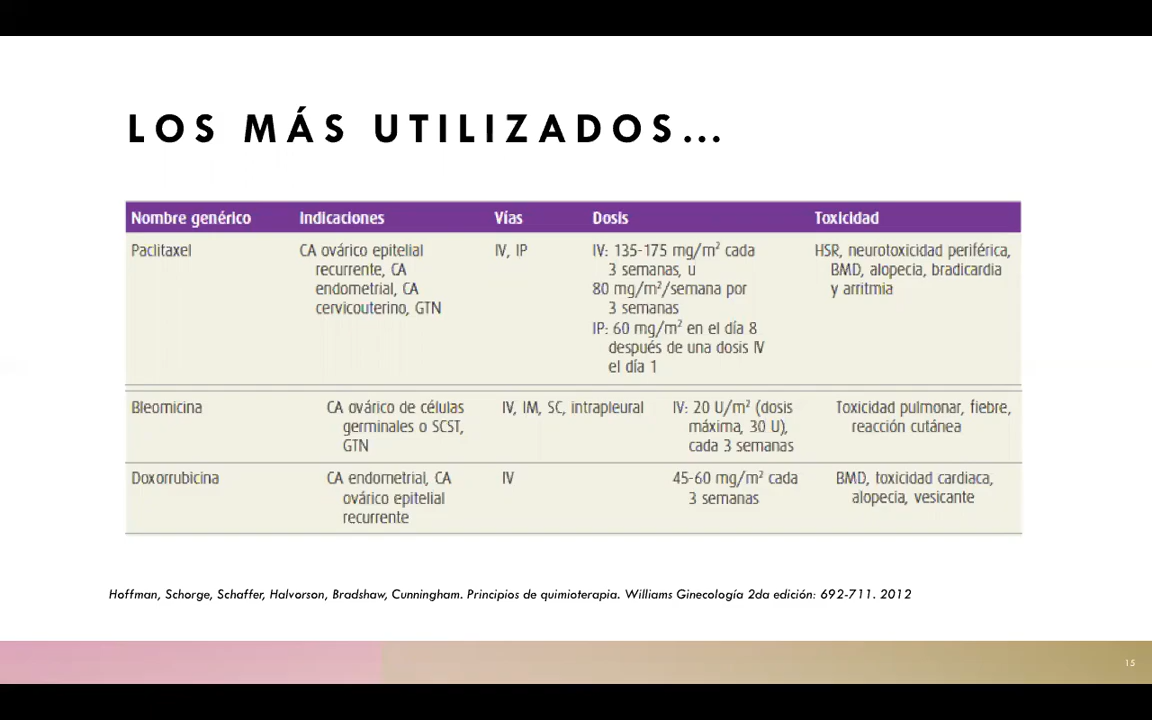 LOS MÁS UTILIZADOS...
Nombre genérico Indicaciones Vías Dosis Toxicidad
Paclitaxel CA ovárico epitelial IV, IP IV: 135-175 mg/m² cada HSR, neurotoxicidad periférica,
recurrente, CA 3 semanas, u BMD, alopecia, bradicardia
endometrial, CA 80 mg/m²/semana por y arritmia
cervicouterino, GTN 3 semanas
IP: 60 mg/m² en el día 8
después de una dosis IV
el día 1
Bleomicina CA ovárico de células IV, IM, SC, intrapleural IV: 20 U/m² (dosis Toxicidad pulmonar, fiebre,
germinales o SCST, máxima, 30 U), reacción cutánea
GTN cada 3 semanas
Doxorrubicina CA endometrial, CA IV 45-60 mg/m² cada BMD, toxicidad cardiaca,
ovárico epitelial 3 semanas alopecia, vesicante
recurrente
Hoffman, Schorge, Schaffer, Halvorson, Bradshaw, Cunningham. Principios de quimioterapia. Williams Ginecología 2da edición: 692-711. 2012
15